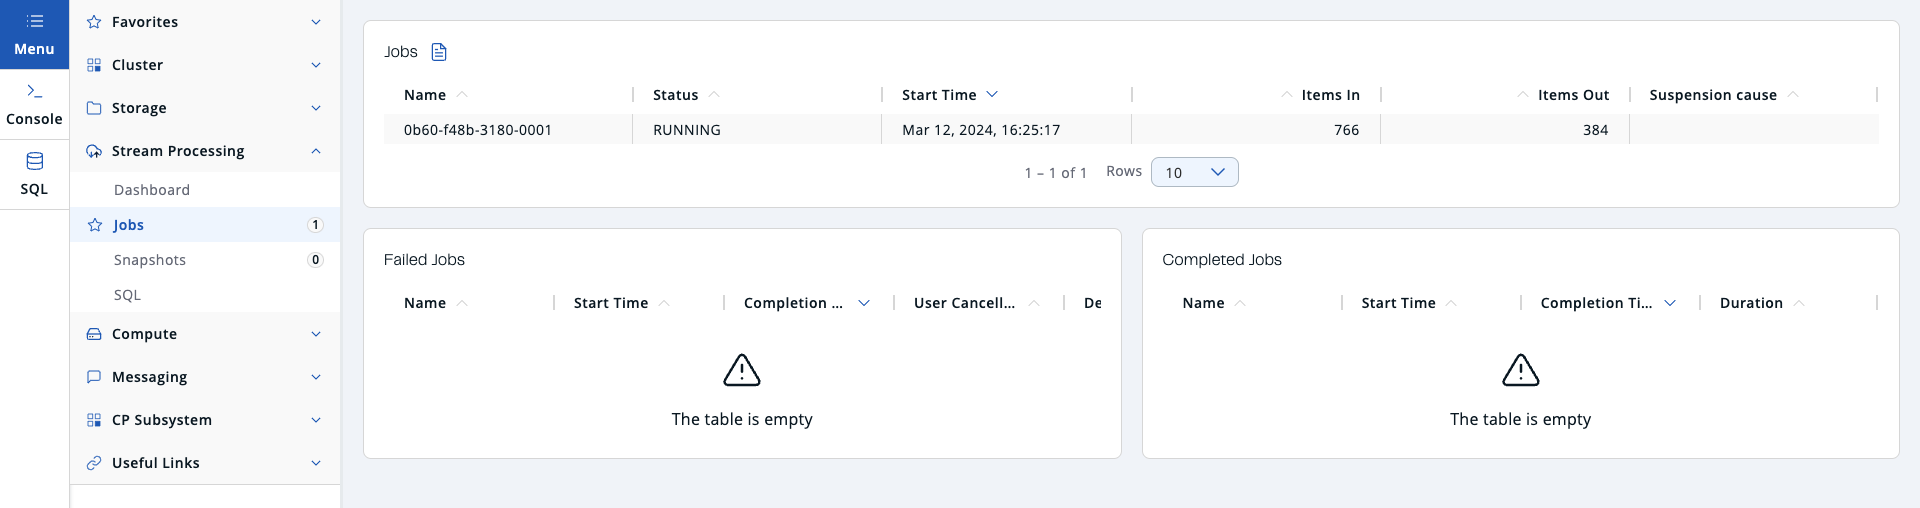 Menu
Console
SQL
Favorites
Cluster
Storage
Stream Processing
Dashboard
Jobs 1
Snapshots 0
SQL
Compute
Messaging
CP Subsystem
Useful Links
Jobs
Name Status Start Time Items In Items Out Suspension cause
0b60-f48b-3180-0001 RUNNING Mar 12, 2024, 16:25:17 766 384
1 – 1 of 1 Rows 10
Failed Jobs
Name Start Time Completion ... User Cancell... De
The table is empty
Completed Jobs
Name Start Time Completion Ti... Duration
The table is empty